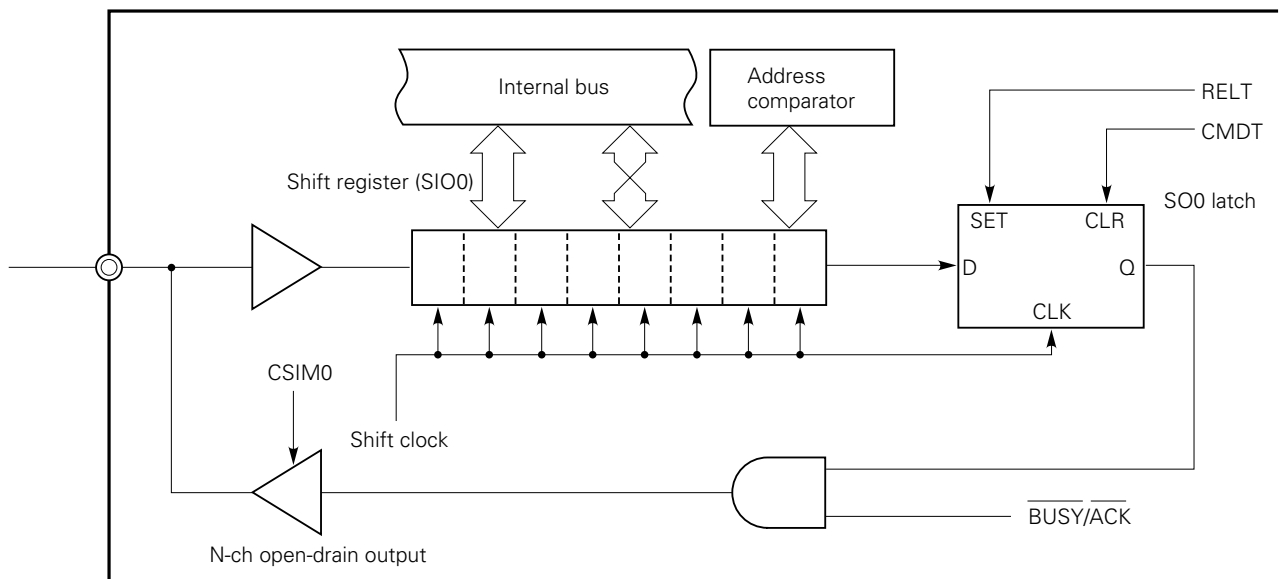 Internal bus
Address
comparator
RELT
CMDT
Shift register (SIO0)
SO0 latch
SET
CLR
D
Q
CLK
CSIM0
Shift clock
BUSY/ACK
N-ch open-drain output